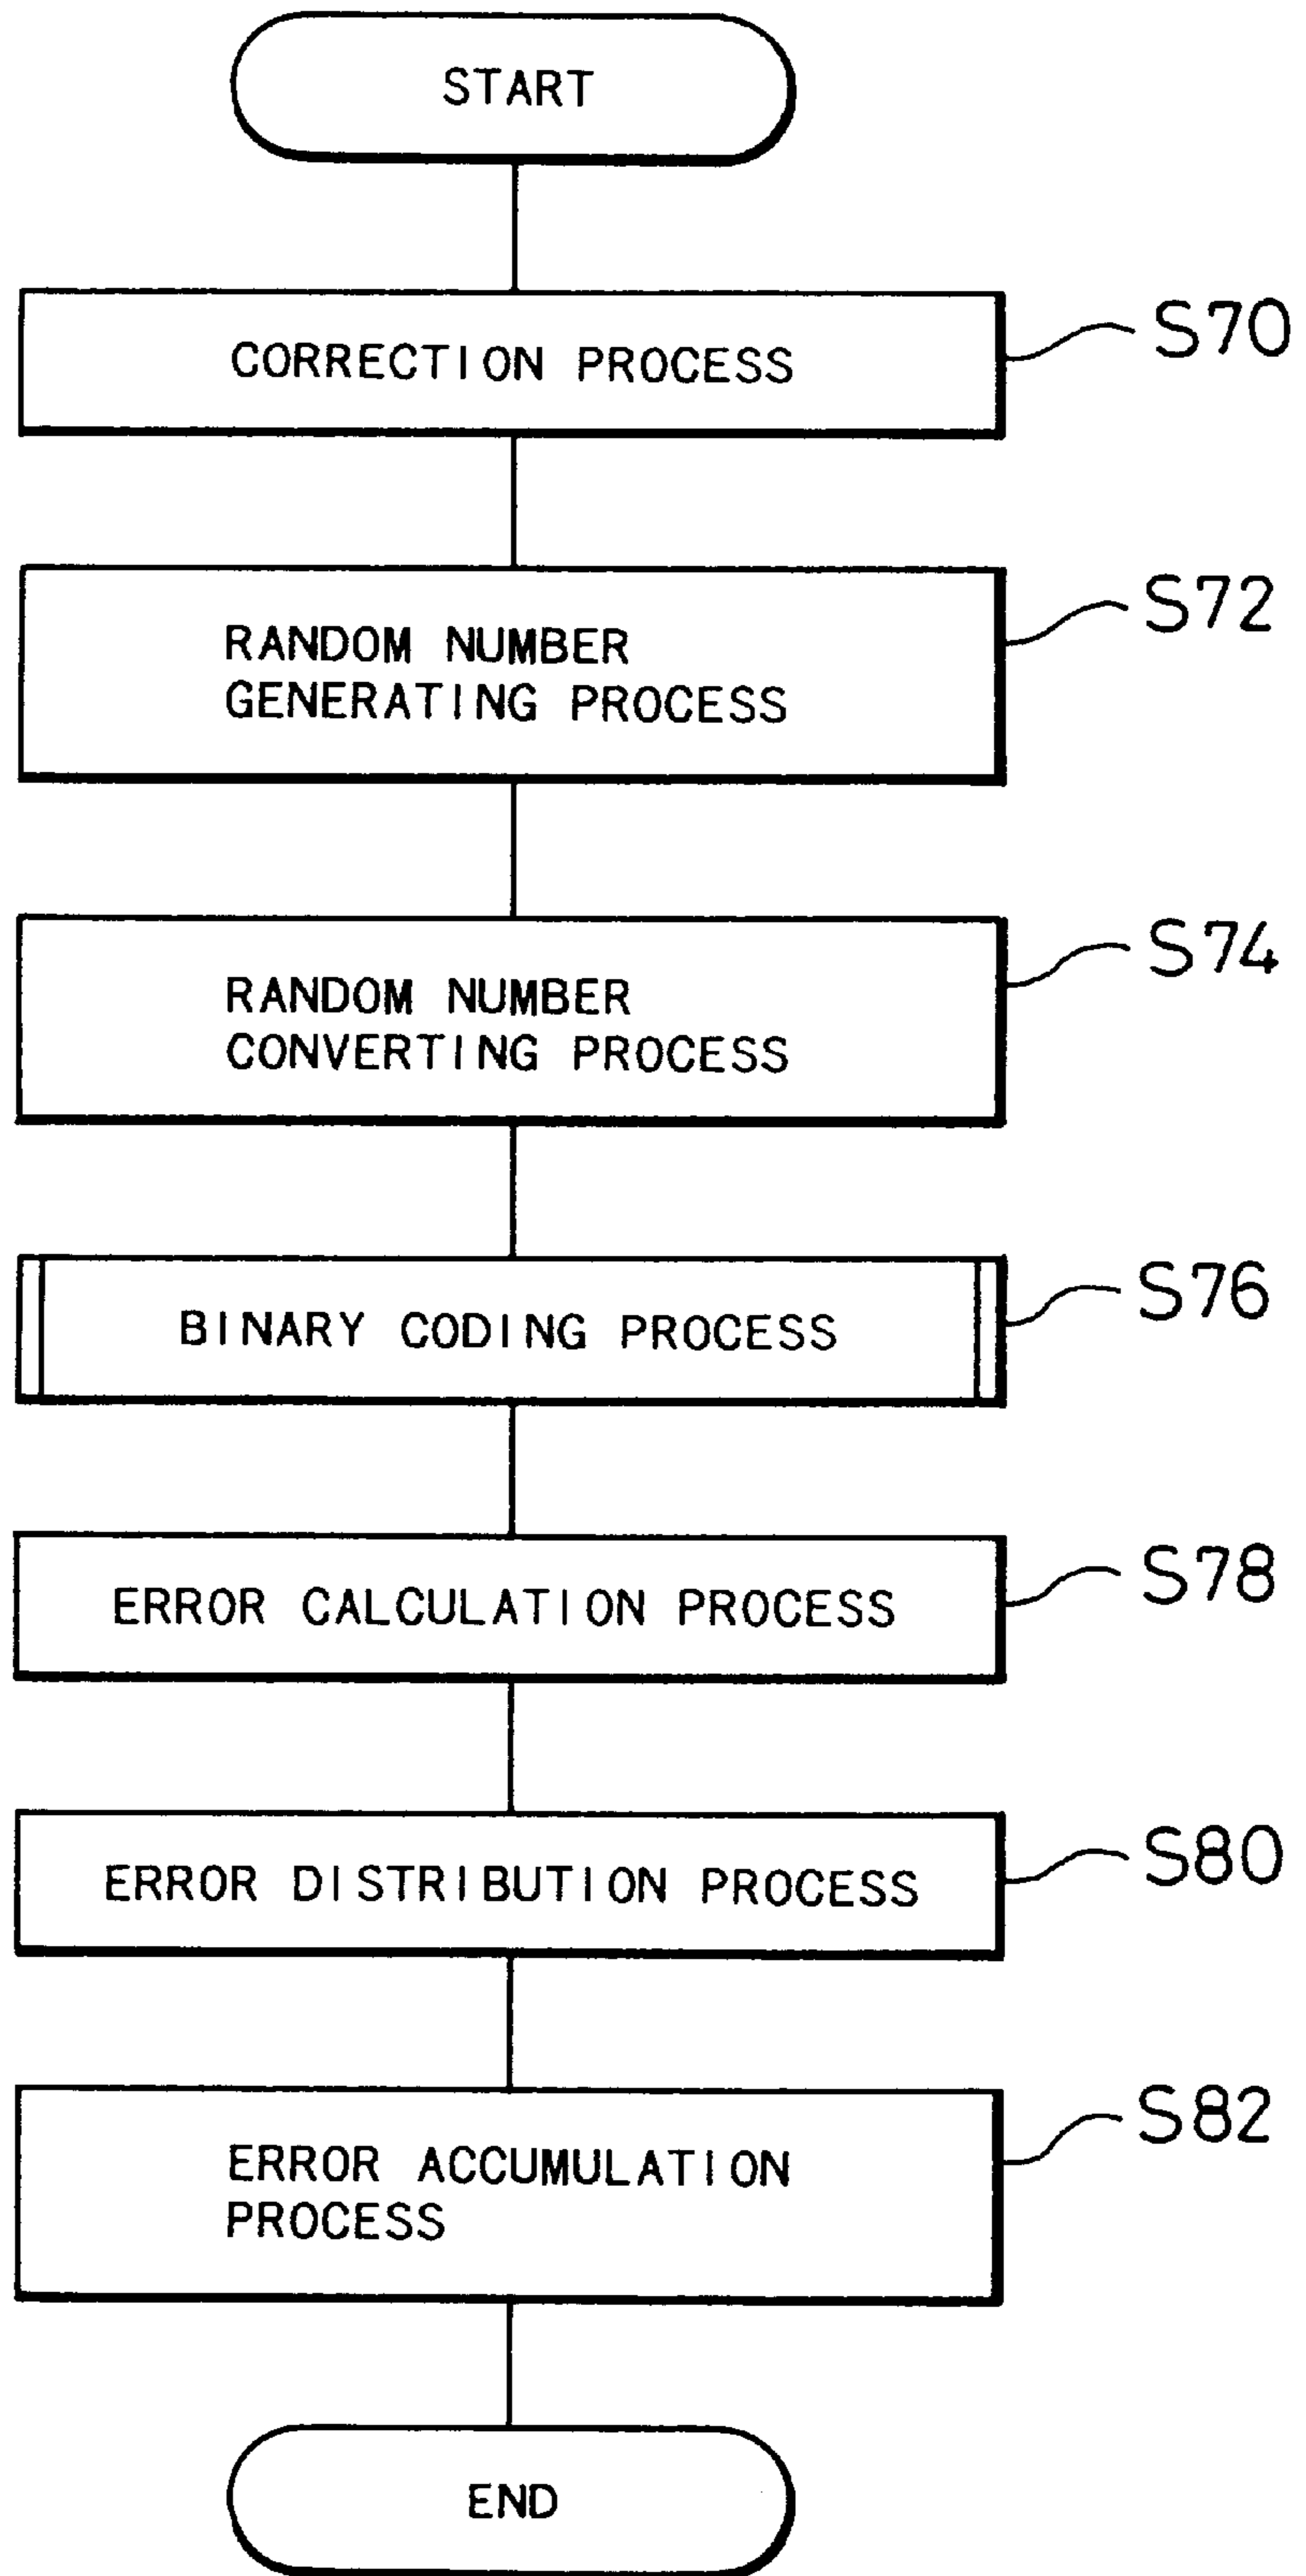 START
CORRECTION PROCESS
S70
RANDOM NUMBER
GENERATING PROCESS
S72
RANDOM NUMBER
CONVERTING PROCESS
S74
BINARY CODING PROCESS
S76
ERROR CALCULATION PROCESS
S78
ERROR DISTRIBUTION PROCESS
S80
ERROR ACCUMULATION
PROCESS
S82
END